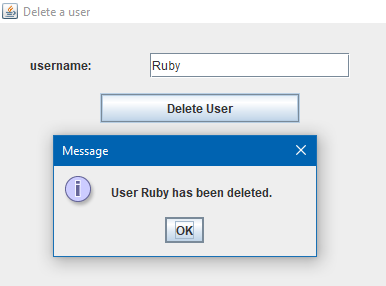 Delete a user
username:
Ruby
Delete User
Message
User Ruby has been deleted.
OK